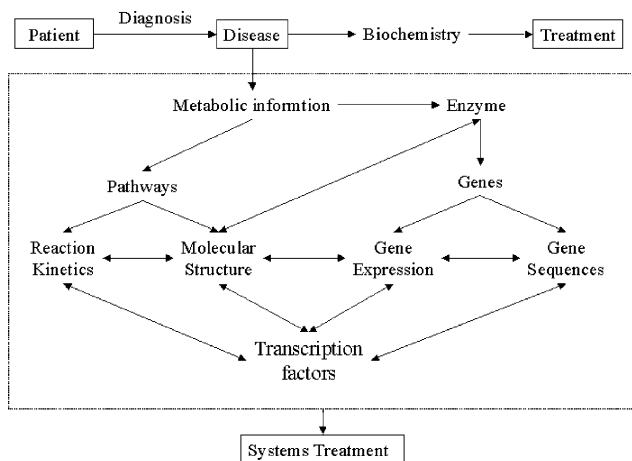 Diagnosis
Patient
Disease
Biochemistry
Treatment
Metabolic informtion
Enzyme
Pathways
Genes
Reaction
Kinetics
Molecular
Structure
Gene
Expression
Gene
Sequences
Transcription
factors
Systems Treatment